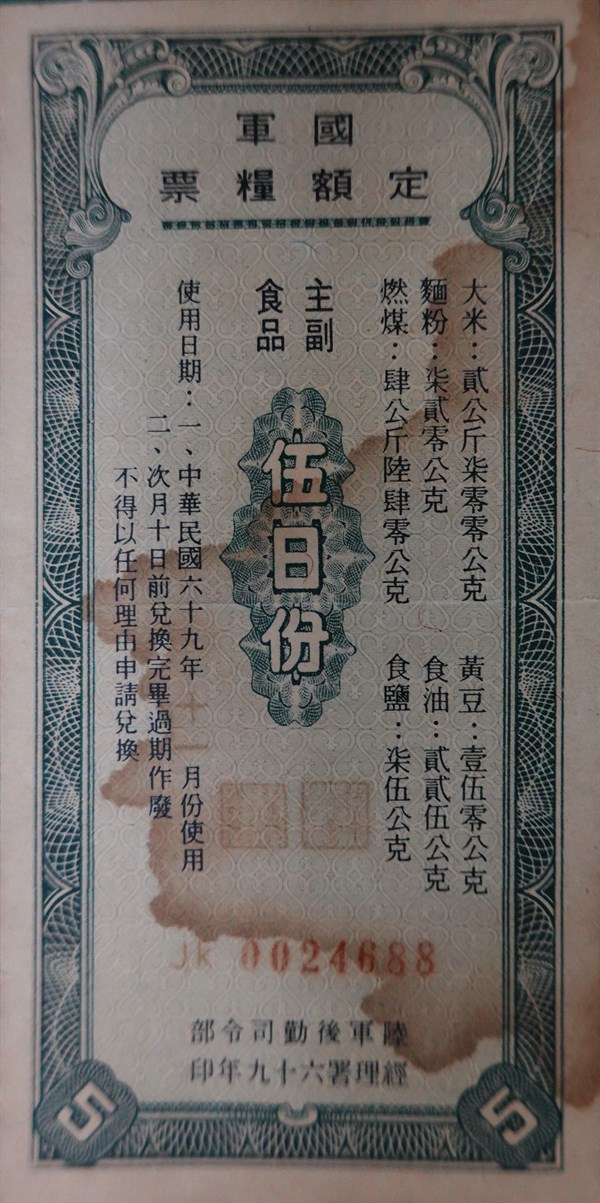 國軍
定額糧票
大米：貳公斤柒零零公克
黃豆：壹伍零公克
麵粉：柒貳零公克
食油：貳貳伍公克
燃煤：肆公斤陸肆零公克
食鹽：柒伍公克
主副
食品
伍日份
使用日期：一、中華民國六十九年 十一 月份使用
二、次月十日前兌換完畢過期作廢
不得以任何理由申請兌換
JK 0024688
陸軍後勤司令部
經理署六十九年印
5
5